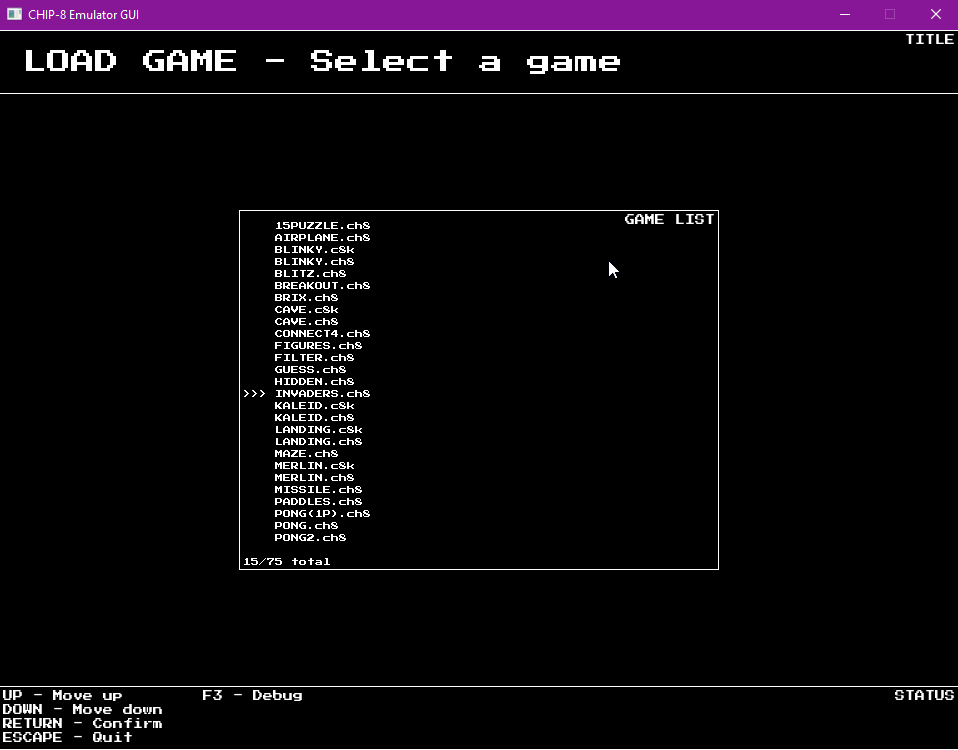 CHIP-8 Emulator GUI
TITLE
LOAD GAME - Select a game
GAME LIST
15PUZZLE.ch8
AIRPLANE.ch8
BLINKY.c8k
BLINKY.ch8
BLITZ.ch8
BREAKOUT.ch8
BRIX.ch8
CAVE.c8k
CAVE.ch8
CONNECT4.ch8
FIGURES.ch8
FILTER.ch8
GUESS.ch8
HIDDEN.ch8
>>> INVADERS.ch8
KALEID.c8k
KALEID.ch8
LANDING.c8k
LANDING.ch8
MAZE.ch8
MERLIN.c8k
MERLIN.ch8
MISSILE.ch8
PADDLES.ch8
PONG(1P).ch8
PONG.ch8
PONG2.ch8
15/75 total
UP - Move up F3 - Debug STATUS
DOWN - Move down
RETURN - Confirm
ESCAPE - Quit